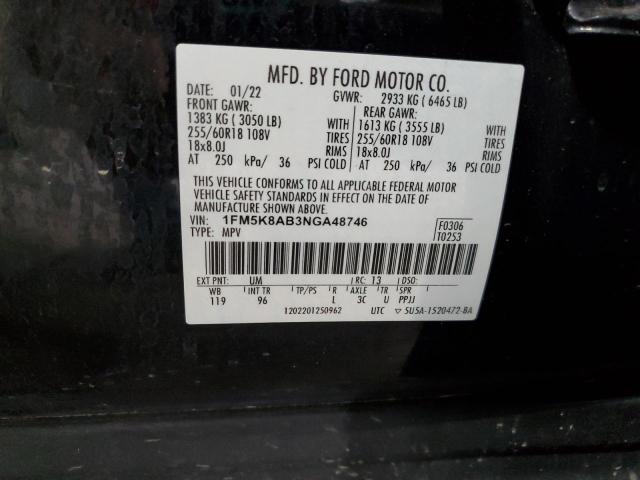 MFD. BY FORD MOTOR CO.
DATE: 01/22 GVWR: 2933 KG ( 6465 LB)
FRONT GAWR: REAR GAWR:
1383 KG ( 3050 LB) WITH 1613 KG ( 3555 LB) WITH
255/60R18 108V TIRES 255/60R18 108V TIRES
18x8.0J RIMS 18x8.0J RIMS
AT 250 kPa/ 36 PSI COLD AT 250 kPa/ 36 PSI COLD
THIS VEHICLE CONFORMS TO ALL APPLICABLE FEDERAL MOTOR
VEHICLE SAFETY STANDARDS IN EFFECT ON THE DATE OF
MANUFACTURE SHOWN ABOVE.
VIN: 1FM5K8AB3NGA48746 F0306
TYPE: MPV T0253
EXT PNT: UM RC: 13 DSO:
WB INT TR TP/PS R AXLE TR SPR
119 96 L 3C U PPJJ
1202201250962 UTC ▽ 5U5A-1520472-BA